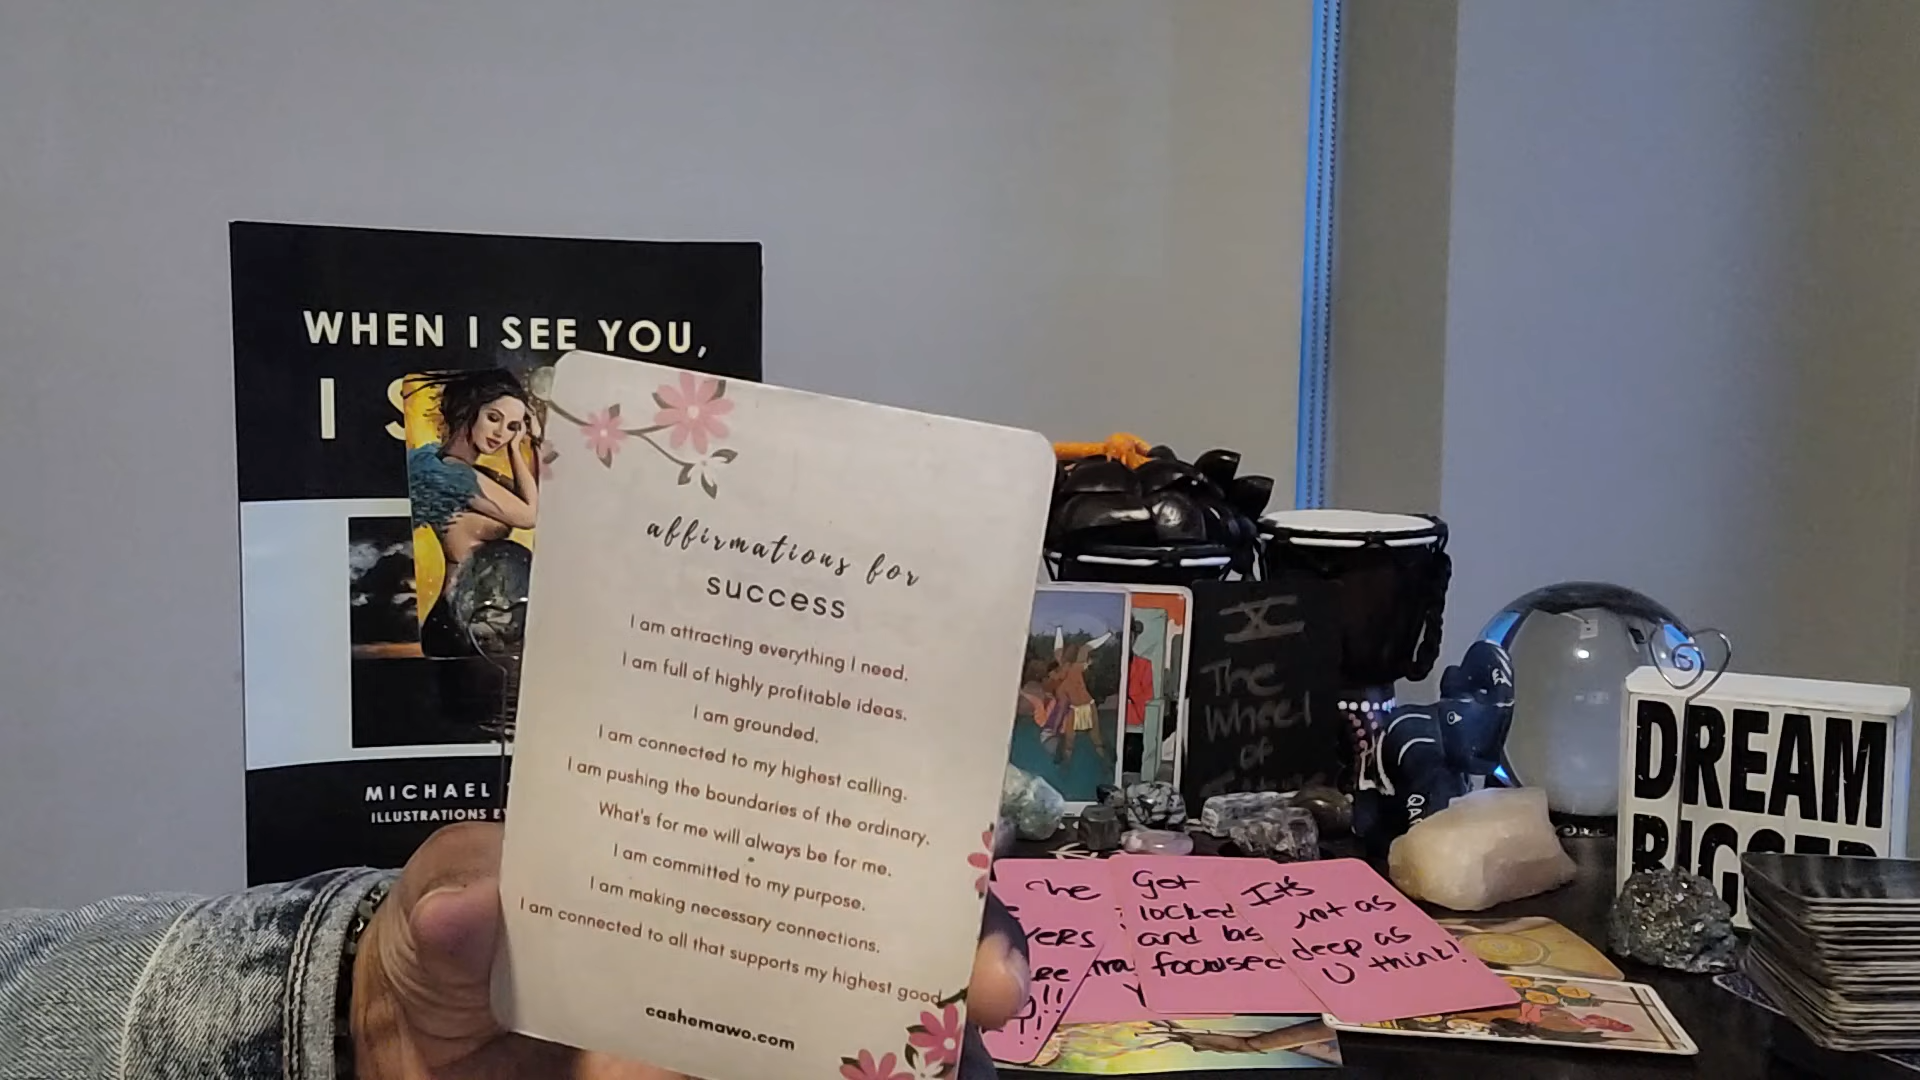 WHEN I SEE YOU,
I S
MICHAEL
ILLUSTRATIONS
affirmations for
success
I am attracting everything I need.
I am full of highly profitable ideas.
I am grounded.
I am connected to my highest calling.
I am pushing the boundaries of the ordinary.
What's for me will always be for me.
I am committed to my purpose.
I am making necessary connections.
I am connected to all that supports my highest good
cashemawo.com
X
The
Wheel
of
Got
locked
and las
focused
It's
not as
deep as
U think!
DREAM
BIGGER